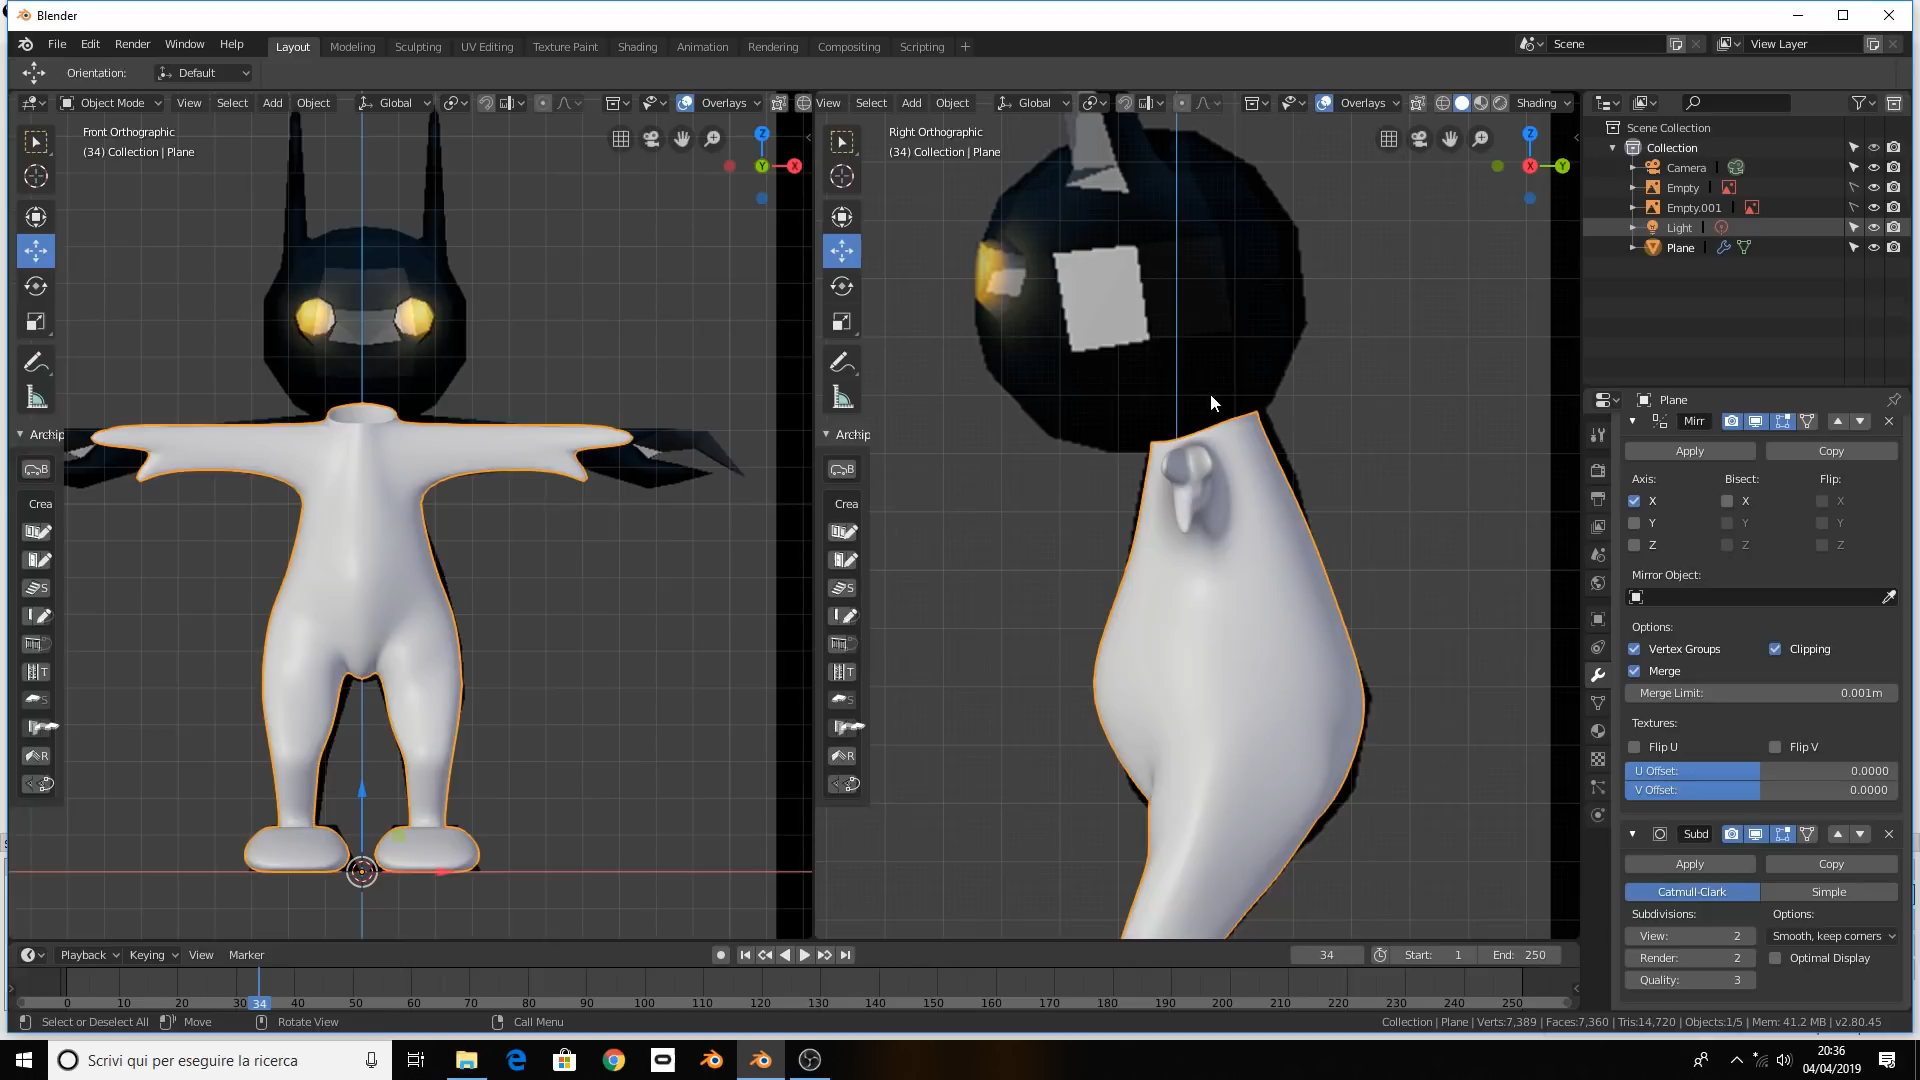 Blender
File Edit Render Window Help Layout Modeling Sculpting UV Editing Texture Paint Shading Animation Rendering Compositing Scripting + Scene View Layer
Orientation: Default
Object Mode View Select Add Object Global Overlays View Select Add Object Global Overlays Shading
Front Orthographic
(34) Collection | Plane
Z
Y
X
Right Orthographic
(34) Collection | Plane
Z
X
Y
Archip
B
Crea
S
T
S
R
Archip
B
Crea
S
T
S
R
Scene Collection
Collection
Camera
Empty
Empty.001
Light
Plane
Plane
Mirr
Apply Copy
Axis: Bisect: Flip:
X X X
Y Y Y
Z Z Z
Mirror Object:
Options:
Vertex Groups Clipping
Merge
Merge Limit: 0.001m
Textures:
Flip U Flip V
U Offset: 0.0000
V Offset: 0.0000
Subd
Apply Copy
Catmull-Clark Simple
Subdivisions: Options:
View: 2 Smooth, keep corners
Render: 2 Optimal Display
Quality: 3
Playback Keying View Marker 34 Start: 1 End: 250
0 10 20 30 34 40 50 60 70 80 90 100 110 120 130 140 150 160 170 180 190 200 210 220 230 240 250
Select or Deselect All Move Rotate View Call Menu Collection | Plane | Verts:7,389 | Faces:7,360 | Tris:14,720 | Objects:1/5 | Mem: 41.2 MB | v2.80.45
Scrivi qui per eseguire la ricerca
20:36
04/04/2019